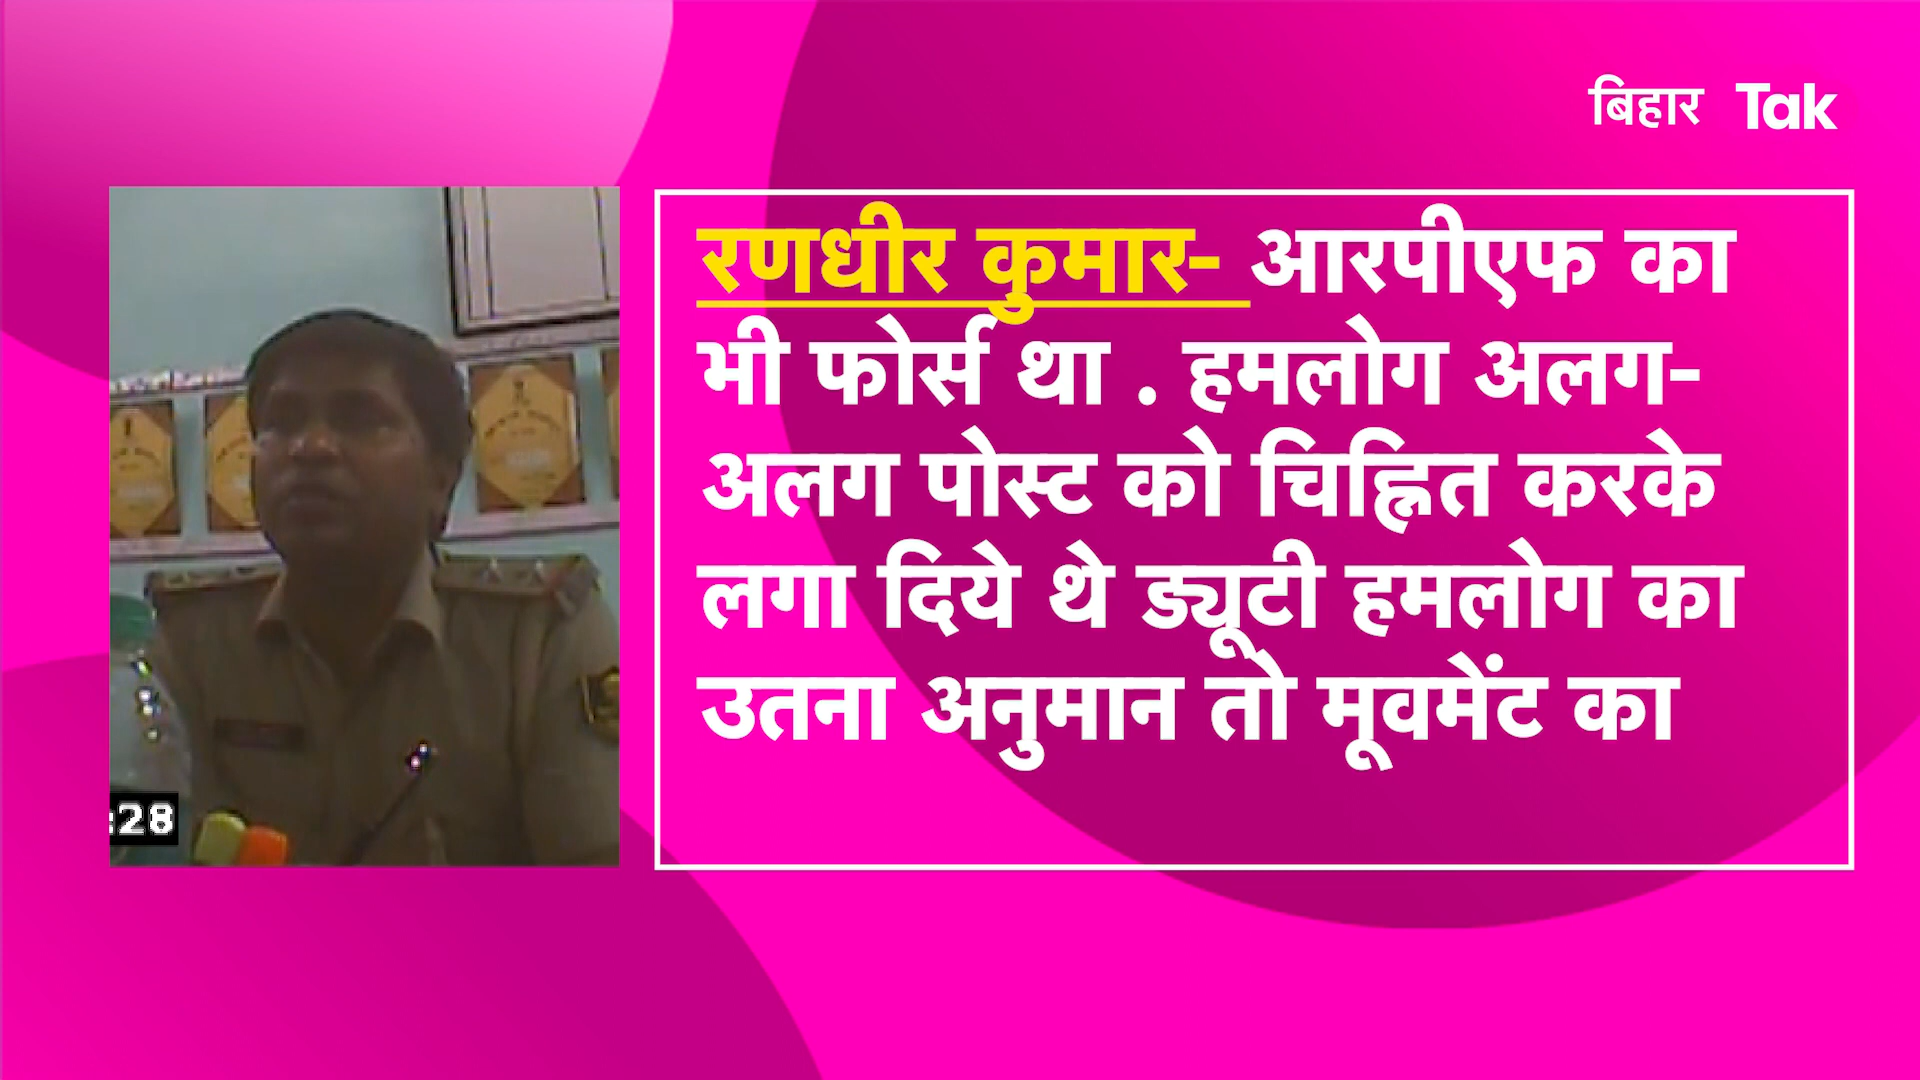 बिहार Tak
रणधीर कुमार- आरपीएफ का
भी फोर्स था . हमलोग अलग-
अलग पोस्ट को चिह्नित करके
लगा दिये थे ड्यूटी हमलोग का
उतना अनुमान तो मूवमेंट का
:28